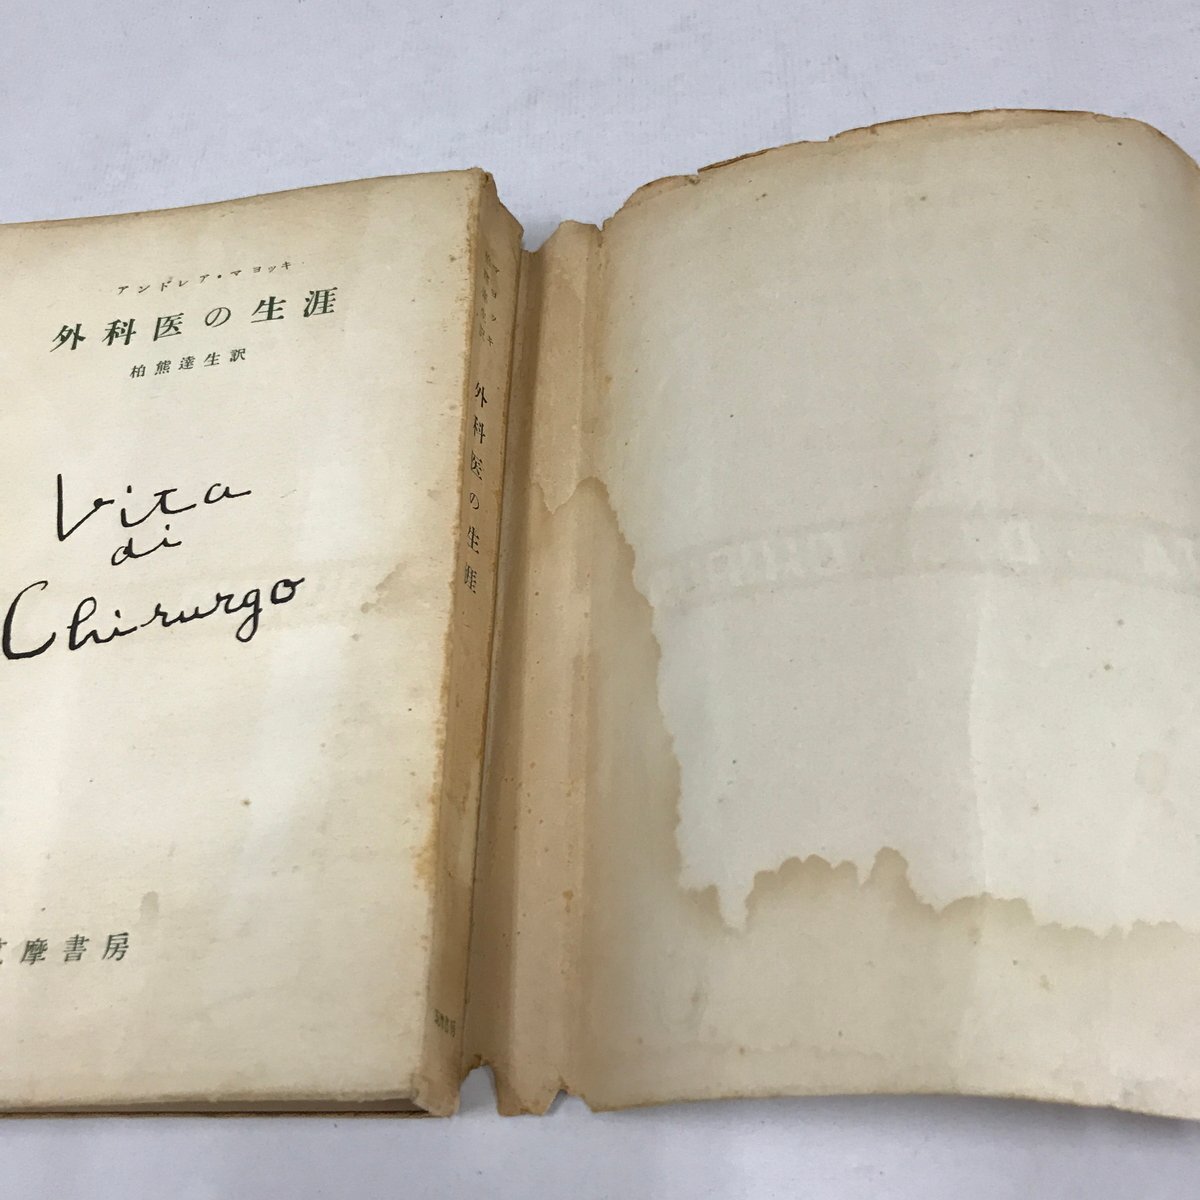 アンドレア・マヨッキ
外科医の生涯
柏熊達生訳
Vita
di
Chirurgo
摩書房
外科医の生涯